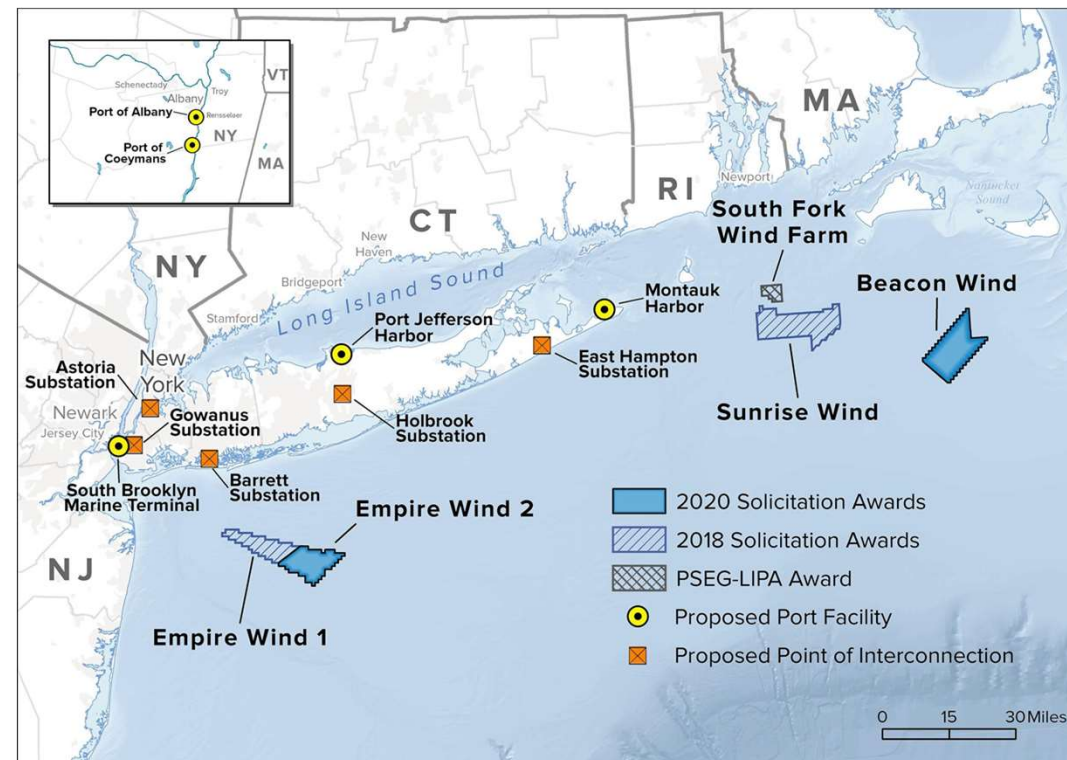 Schenectady
Troy
VT
Albany
Port of Albany
Rensselaer
NY
Port of
Coeymans
MA
MA
Newport
Nantucket
Sound
RI
South Fork
Wind Farm
CT
New
Haven
Beacon Wind
NY
Bridgeport
Long Island Sound
Montauk
Harbor
Stamford
Port Jefferson
Harbor
East Hampton
Substation
New
York
Astoria
Substation
Sunrise Wind
Newark
Gowanus
Substation
Holbrook
Substation
Jersey City
South Brooklyn
Marine Terminal
Barrett
Substation
Empire Wind 2
2020 Solicitation Awards
2018 Solicitation Awards
NJ
PSEG-LIPA Award
Proposed Port Facility
Empire Wind 1
Proposed Point of Interconnection
0 15 30 Miles